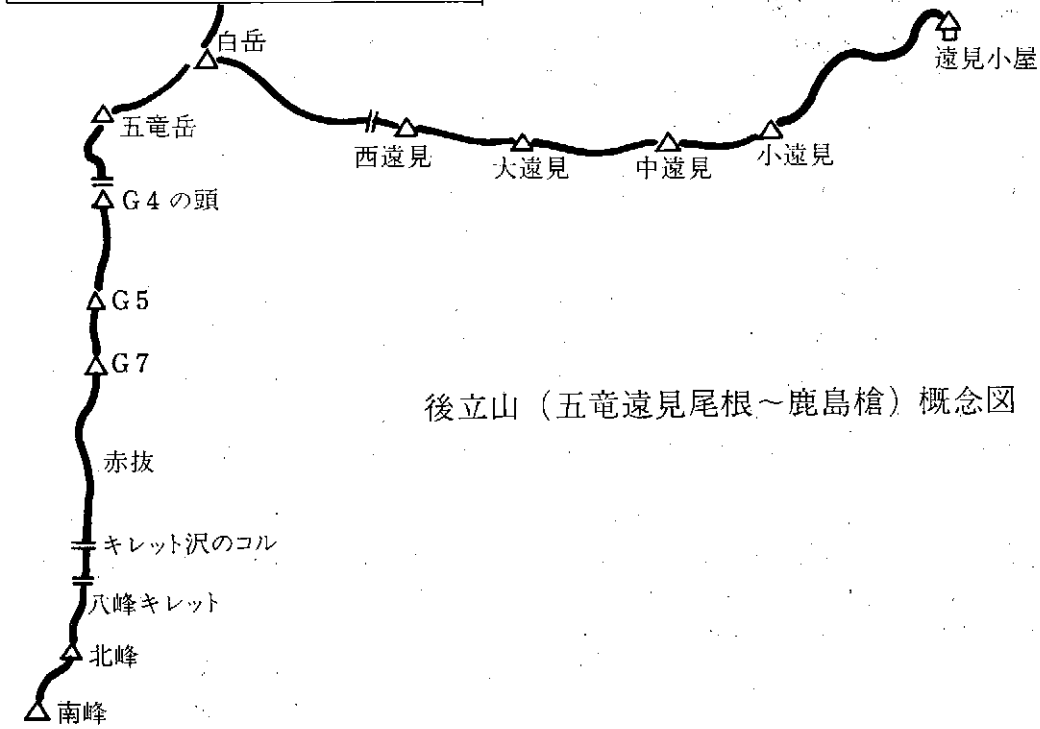 白岳
遠見小屋
五竜岳
西遠見
大遠見
中遠見
小遠見
G4の頭
G5
G7
後立山（五竜遠見尾根～鹿島槍）概念図
赤抜
キレット沢のコル
八峰キレット
北峰
南峰